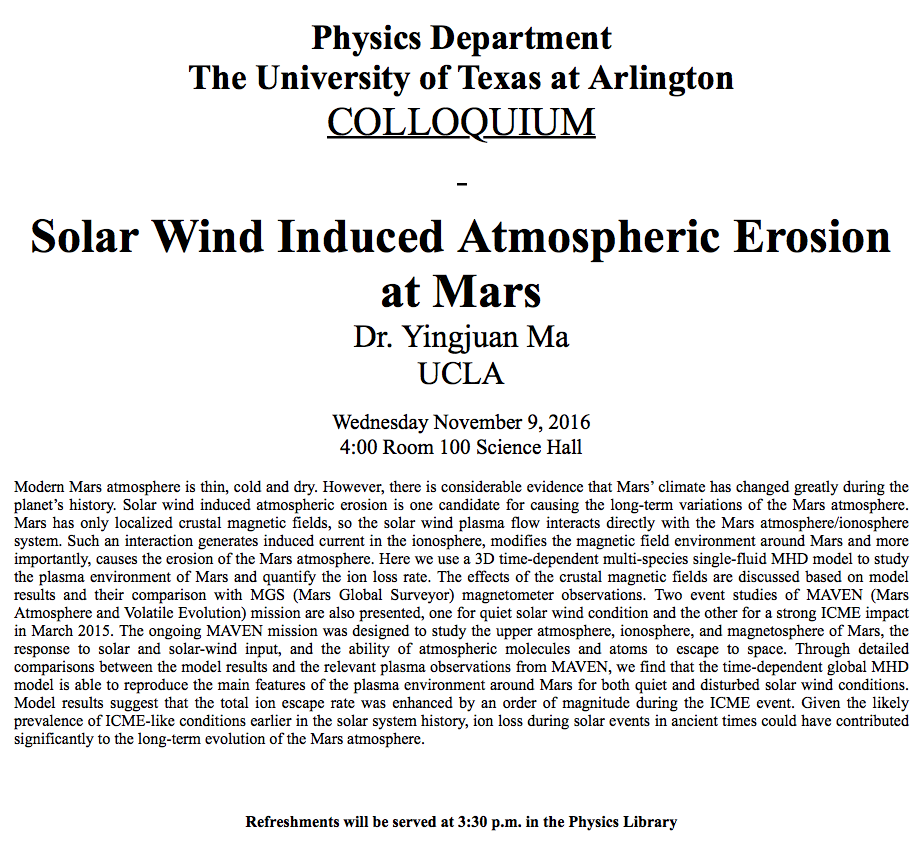 Physics Department
The University of Texas at Arlington
COLLOQUIUM
-
Solar Wind Induced Atmospheric Erosion
at Mars
Dr. Yingjuan Ma
UCLA
Wednesday November 9, 2016
4:00 Room 100 Science Hall
Modern Mars atmosphere is thin, cold and dry. However, there is considerable evidence that Mars’ climate has changed greatly during the
planet’s history. Solar wind induced atmospheric erosion is one candidate for causing the long-term variations of the Mars atmosphere.
Mars has only localized crustal magnetic fields, so the solar wind plasma flow interacts directly with the Mars atmosphere/ionosphere
system. Such an interaction generates induced current in the ionosphere, modifies the magnetic field environment around Mars and more
importantly, causes the erosion of the Mars atmosphere. Here we use a 3D time-dependent multi-species single-fluid MHD model to study
the plasma environment of Mars and quantify the ion loss rate. The effects of the crustal magnetic fields are discussed based on model
results and their comparison with MGS (Mars Global Surveyor) magnetometer observations. Two event studies of MAVEN (Mars
Atmosphere and Volatile Evolution) mission are also presented, one for quiet solar wind condition and the other for a strong ICME impact
in March 2015. The ongoing MAVEN mission was designed to study the upper atmosphere, ionosphere, and magnetosphere of Mars, the
response to solar and solar-wind input, and the ability of atmospheric molecules and atoms to escape to space. Through detailed
comparisons between the model results and the relevant plasma observations from MAVEN, we find that the time-dependent global MHD
model is able to reproduce the main features of the plasma environment around Mars for both quiet and disturbed solar wind conditions.
Model results suggest that the total ion escape rate was enhanced by an order of magnitude during the ICME event. Given the likely
prevalence of ICME-like conditions earlier in the solar system history, ion loss during solar events in ancient times could have contributed
significantly to the long-term evolution of the Mars atmosphere.
Refreshments will be served at 3:30 p.m. in the Physics Library